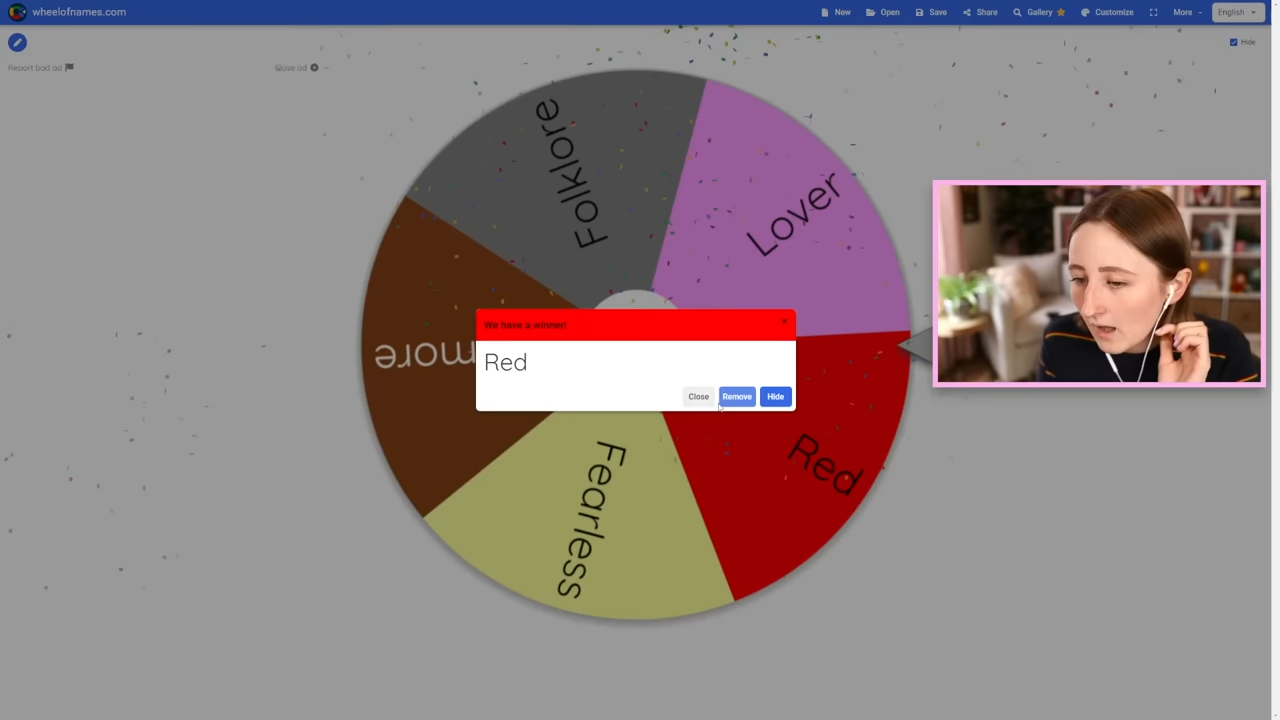 wheelofnames.com
New
Open
Save
Share
Gallery
Customize
More
English
Hide
Report bad ad
Close ad
Folklore
Lover
more
We have a winner!
×
Red
Close
Remove
Hide
Red
Fearless